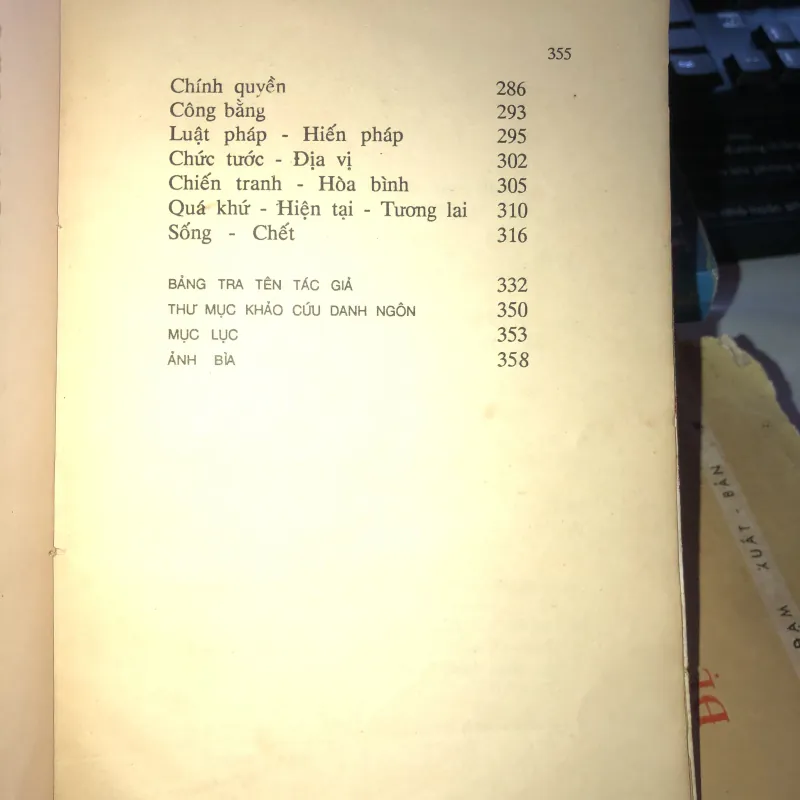 355
Chính quyền 286
Công bằng 293
Luật pháp - Hiến pháp 295
Chức tước - Địa vị 302
Chiến tranh - Hòa bình 305
Quá khứ - Hiện tại - Tương lai 310
Sống - Chết 316
BẢNG TRA TÊN TÁC GIẢ 332
THƯ MỤC KHẢO CỨU DANH NGÔN 350
MỤC LỤC 353
ẢNH BÌA 358
XUẤT - BẢN